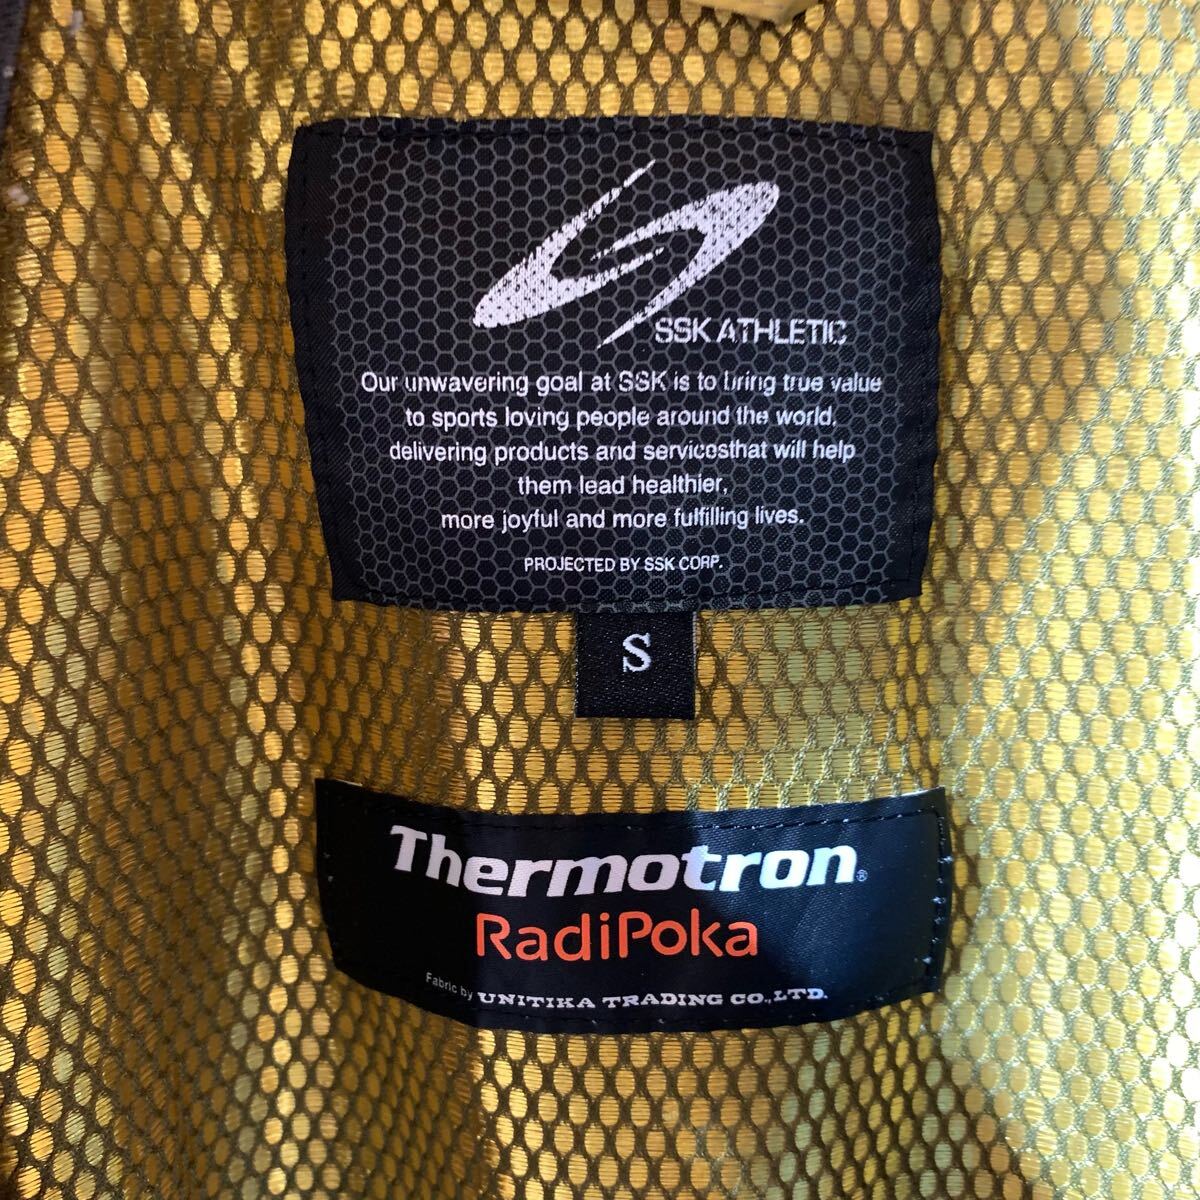 SSK ATHLETIC
Our unwavering goal at SSK is to bring true value
to sports loving people around the world,
delivering products and servicesthat will help
them lead healthier,
more joyful and more fulfilling lives.
PROJECTED BY SSK CORP.
S
Thermotron®
RadiPoka
Fabric by UNITIKA TRADING CO.,LTD.